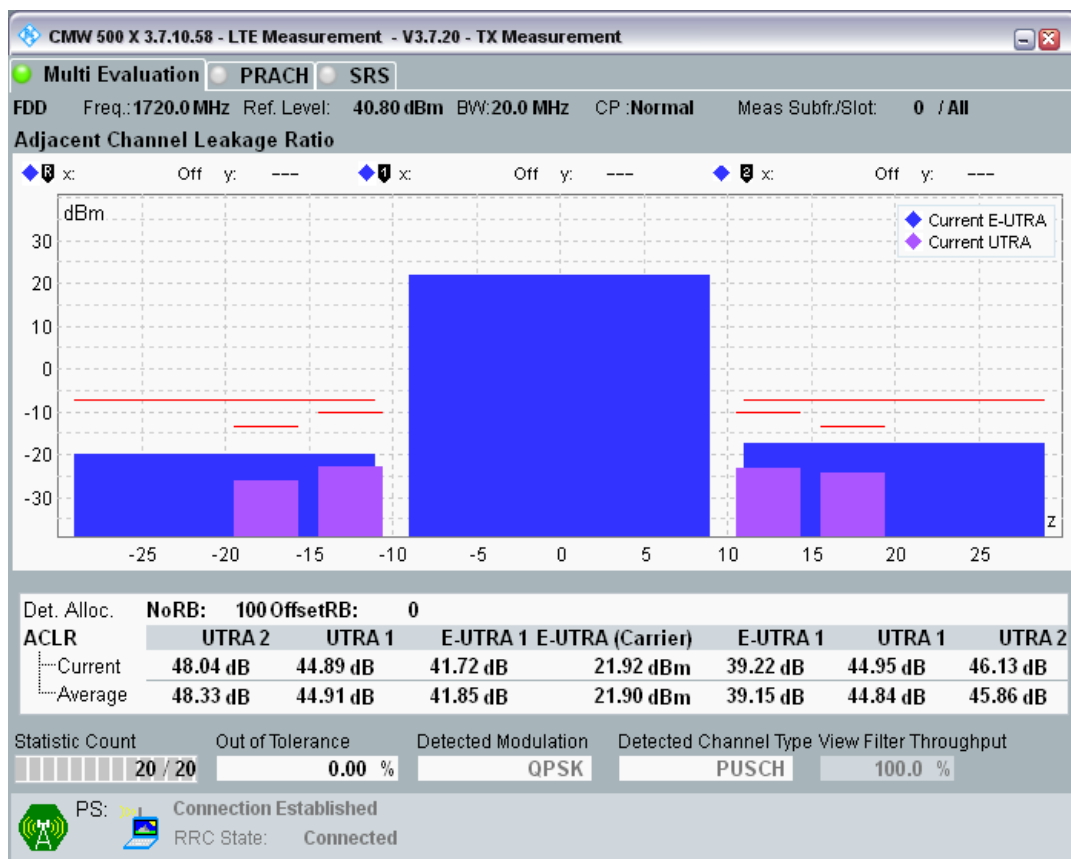 CMW 500 X 3.7.10.58 - LTE Measurement - V3.7.20 - TX Measurement
Multi Evaluation PRACH SRS
FDD Freq.: 1720.0 MHz Ref. Level: 40.80 dBm BW: 20.0 MHz CP : Normal Meas Subfr./Slot: 0 / All
Adjacent Channel Leakage Ratio
R x: Off y: --- 1 x: Off y: --- 2 x: Off y: ---
dBm
Current E-UTRA
Current UTRA
30
20
10
0
-10
-20
-30
z
-25 -20 -15 -10 -5 0 5 10 15 20 25
Det. Alloc. NoRB: 100 OffsetRB: 0
ACLR UTRA 2 UTRA 1 E-UTRA 1 E-UTRA (Carrier) E-UTRA 1 UTRA 1 UTRA 2
Current 48.04 dB 44.89 dB 41.72 dB 21.92 dBm 39.22 dB 44.95 dB 46.13 dB
Average 48.33 dB 44.91 dB 41.85 dB 21.90 dBm 39.15 dB 44.84 dB 45.86 dB
Statistic Count Out of Tolerance Detected Modulation Detected Channel Type View Filter Throughput
20 / 20 0.00 % QPSK PUSCH 100.0 %
PS: Connection Established
RRC State: Connected